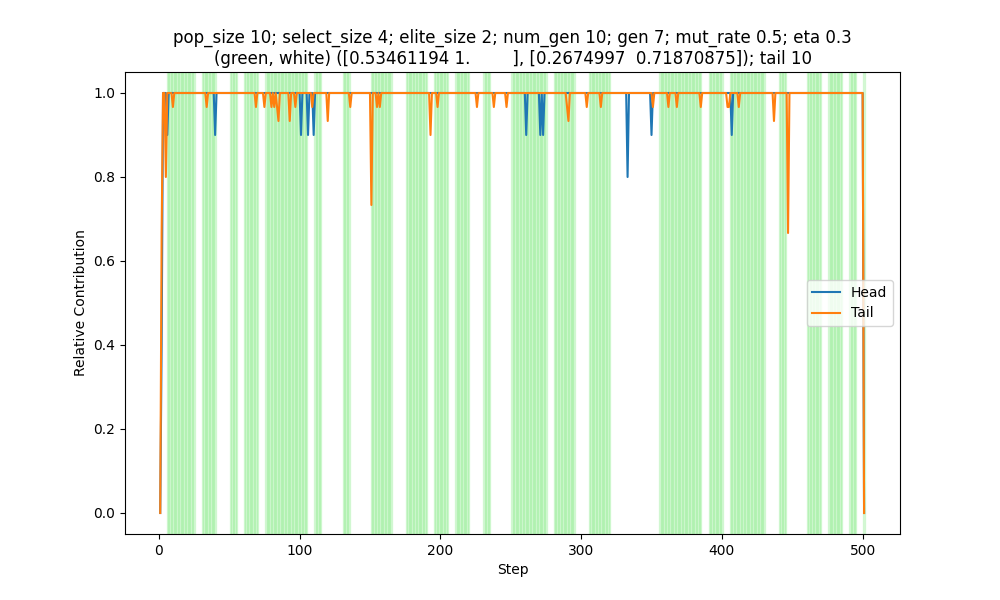 pop_size 10; select_size 4; elite_size 2; num_gen 10; gen 7; mut_rate 0.5; eta 0.3
(green, white) ([0.53461194 1.         ], [0.2674997  0.71870875]); tail 10
1.0
0.8
0.6
0.4
0.2
0.0
Relative Contribution
Head
Tail
0
100
200
300
400
500
Step